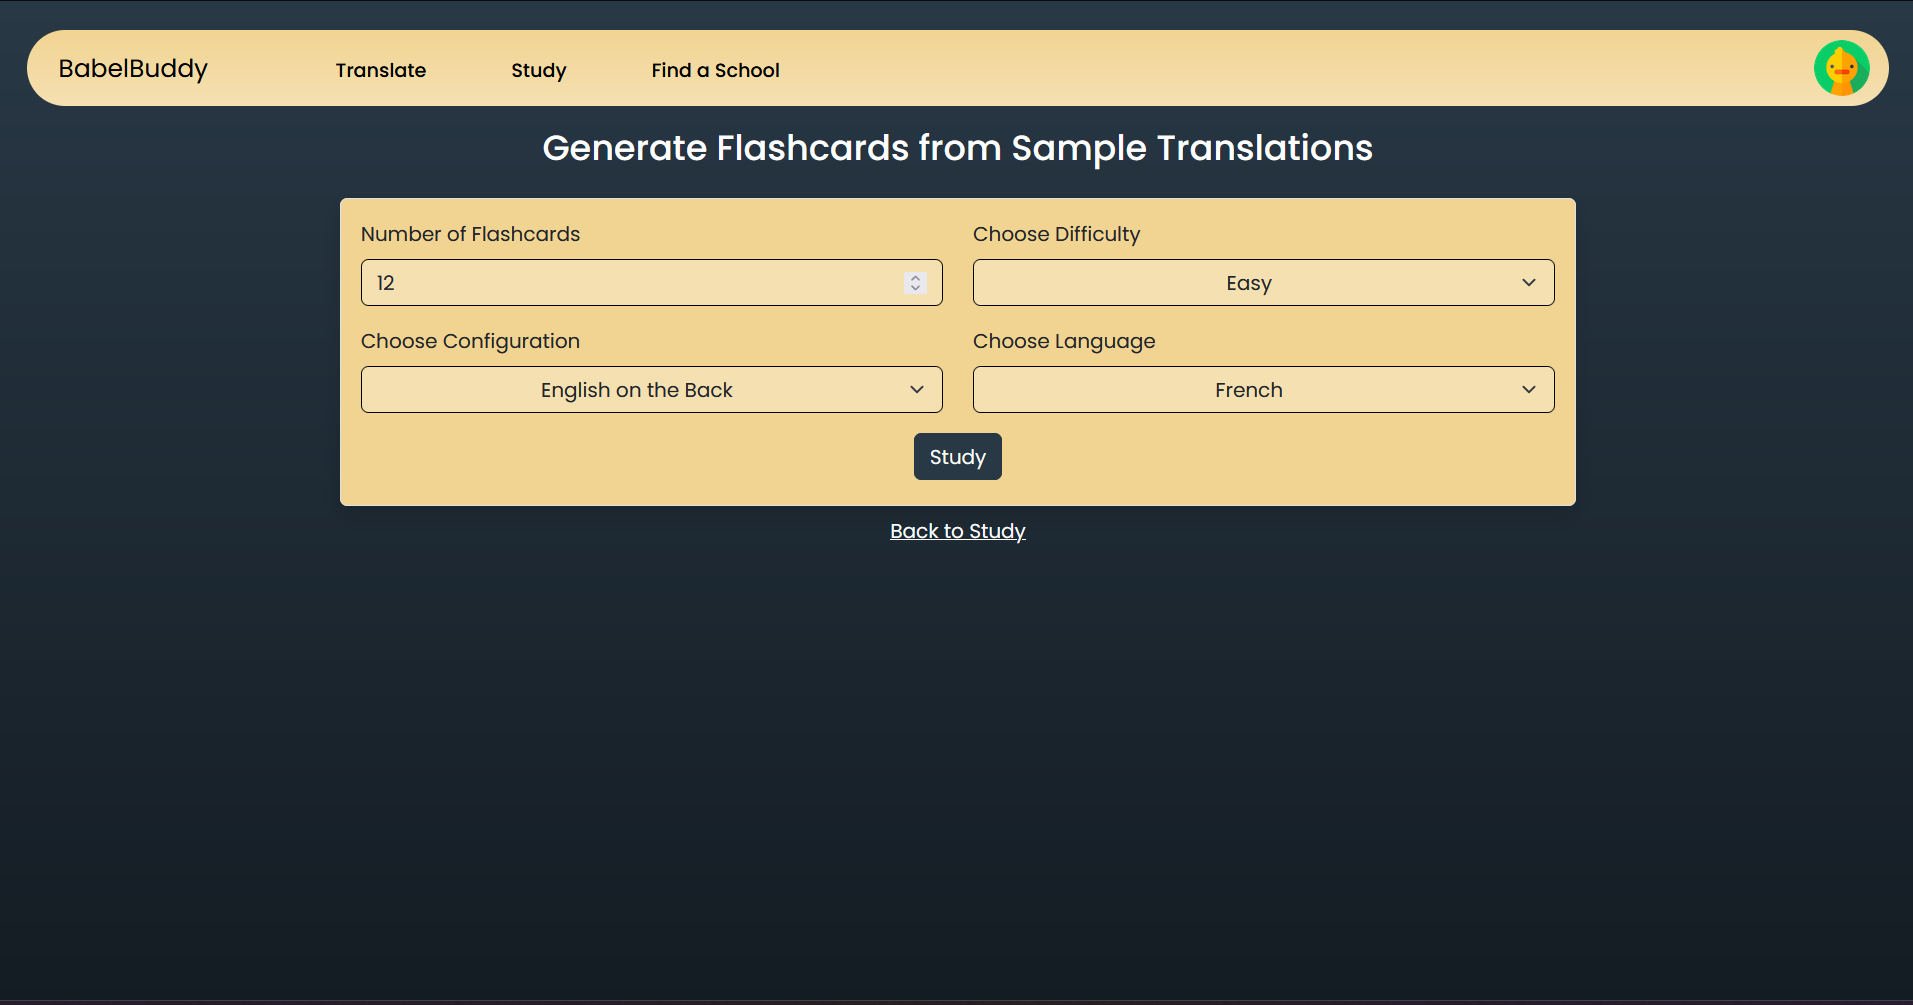 BabelBuddy Translate Study Find a School
Generate Flashcards from Sample Translations
Number of Flashcards
12
Choose Difficulty
Easy
Choose Configuration
English on the Back
Choose Language
French
Study
Back to Study